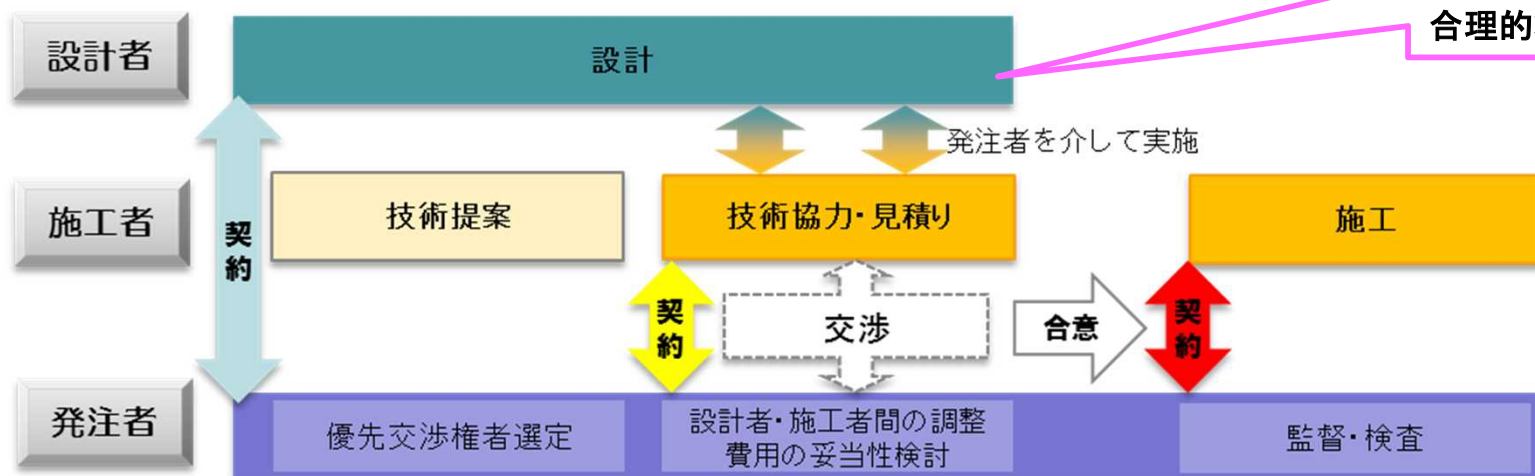 合理的
設計者
設計
発注者を介して実施
施工者
契約
技術提案
技術協力・見積り
施工
契約
交渉
合意
契約
発注者
優先交渉権者選定
設計者・施工者間の調整
費用の妥当性検討
監督・検査